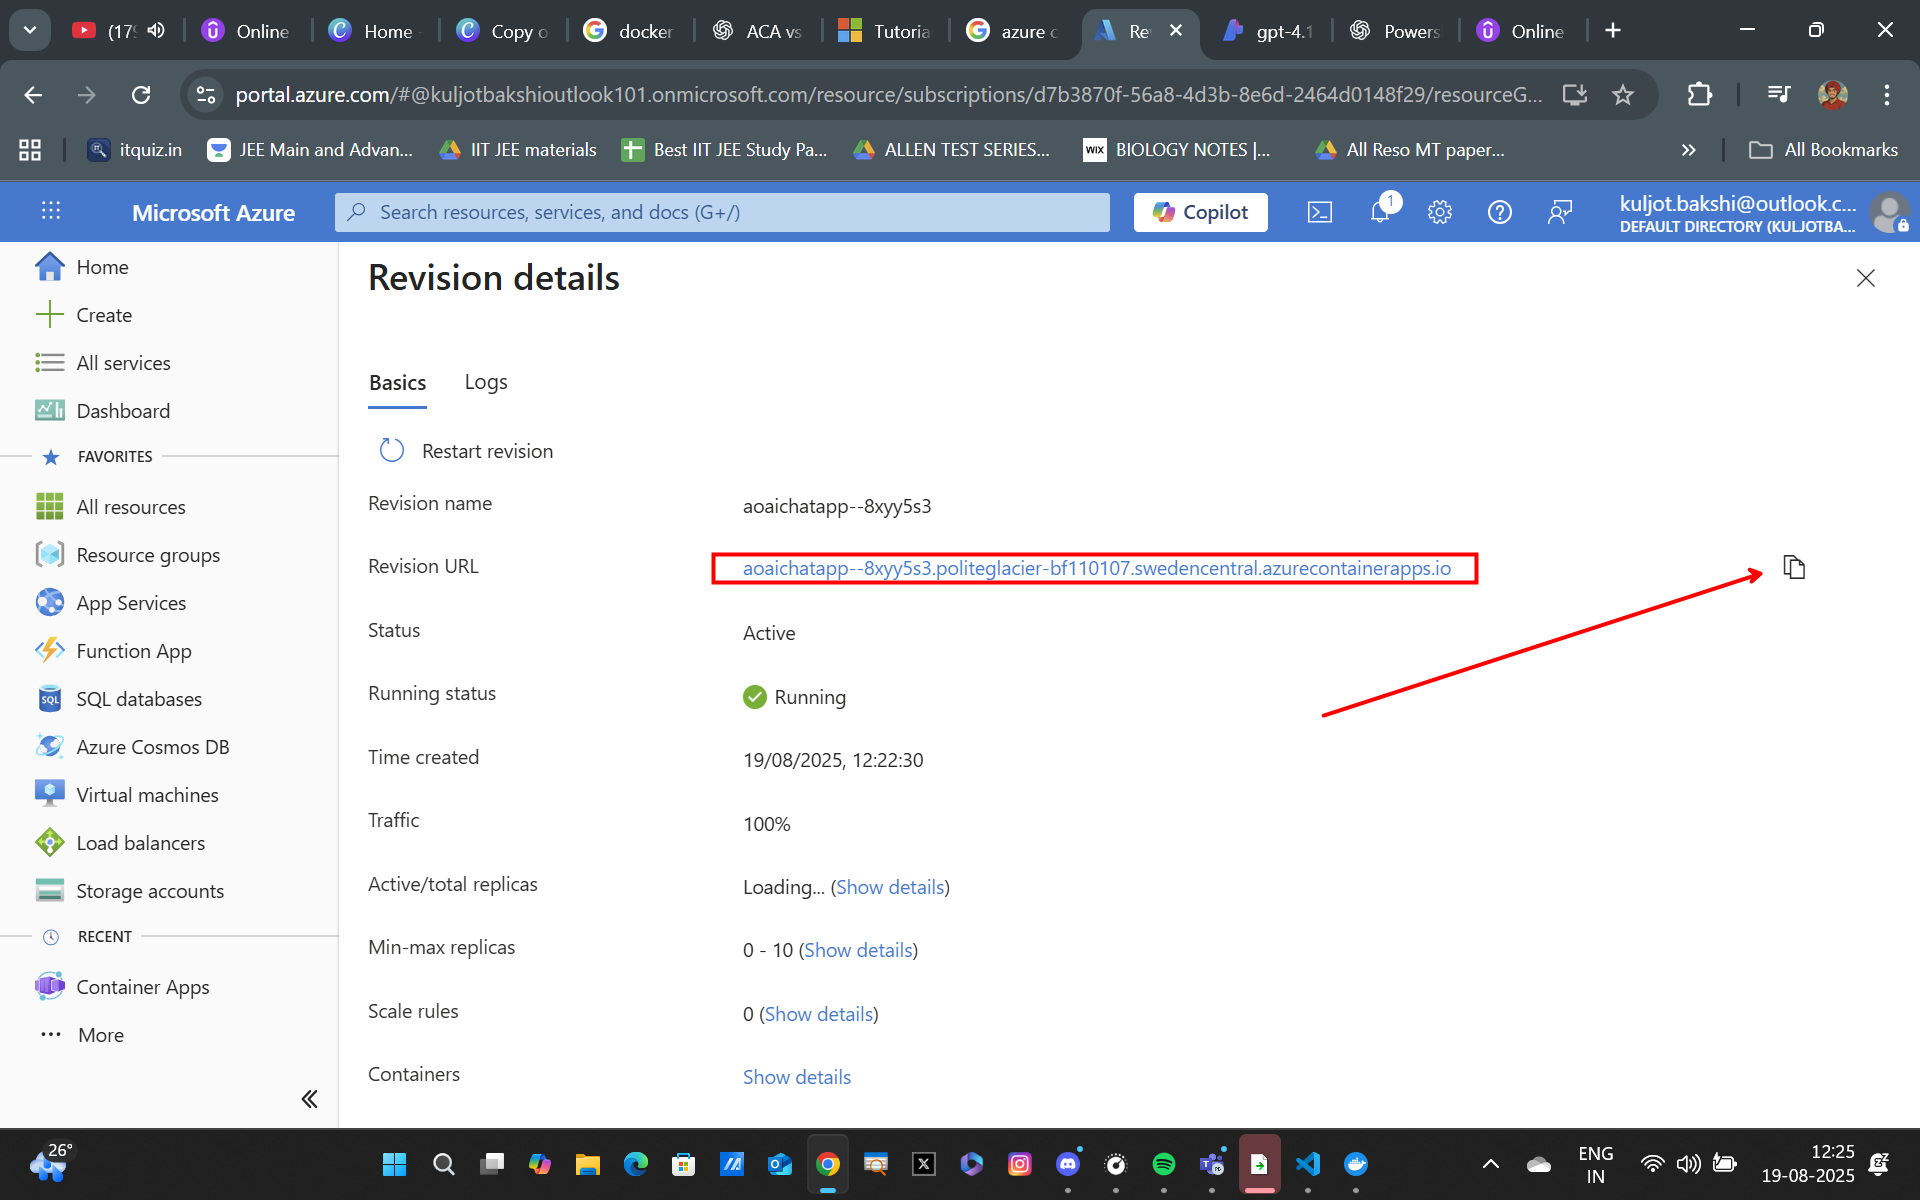 (179
Online
Home
Copy o
docker
ACA vs
Tutoria
azure c
Re
gpt-4.1
Powers
Online
portal.azure.com/#@kuljotbakshioutlook101.onmicrosoft.com/resource/subscriptions/d7b3870f-56a8-4d3b-8e6d-2464d0148f29/resourceG...
itquiz.in
JEE Main and Advan...
IIT JEE materials
Best IIT JEE Study Pa...
ALLEN TEST SERIES...
WIX
BIOLOGY NOTES |...
All Reso MT paper...
All Bookmarks
Microsoft Azure
Search resources, services, and docs (G+/)
Copilot
1
kuljot.bakshi@outlook.c...
DEFAULT DIRECTORY (KULJOTBA...
Home
Create
All services
Dashboard
FAVORITES
All resources
Resource groups
App Services
Function App
SQL
SQL databases
Azure Cosmos DB
Virtual machines
Load balancers
Storage accounts
RECENT
Container Apps
More
Revision details
Basics
Logs
Restart revision
Revision name
aoaichatapp--8xyy5s3
Revision URL
aoaichatapp--8xyy5s3.politeglacier-bf110107.swedencentral.azurecontainerapps.io
Status
Active
Running status
Running
Time created
19/08/2025, 12:22:30
Traffic
100%
Active/total replicas
Loading... (Show details)
Min-max replicas
0 - 10 (Show details)
Scale rules
0 (Show details)
Containers
Show details
26°
ENG
IN
12:25
19-08-2025